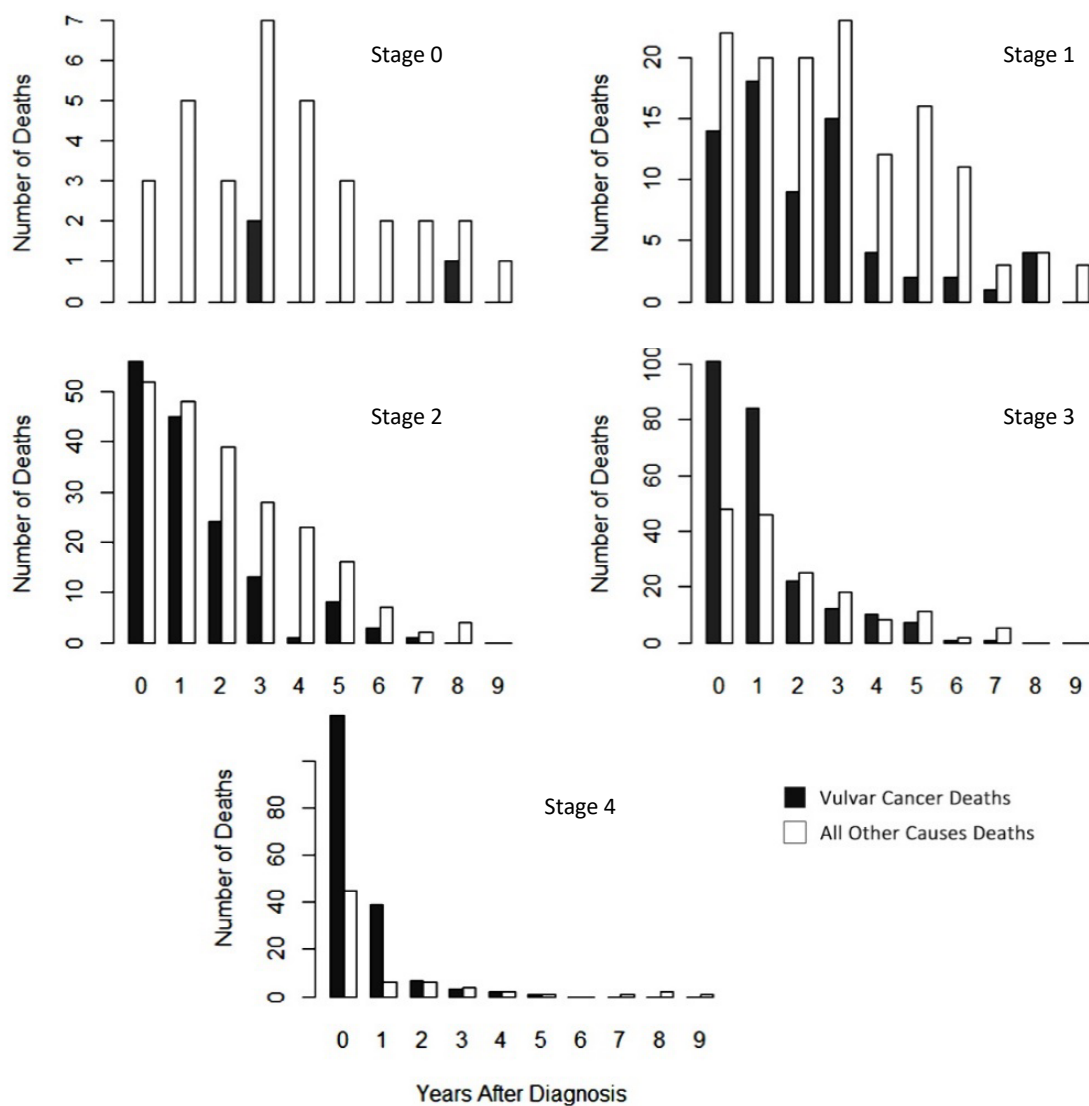 Number of Deaths
7
6
5
4
3
2
1
0
Stage 0
Number of Deaths
20
15
10
5
0
Stage 1
Number of Deaths
50
40
30
20
10
0
Stage 2
0 1 2 3 4 5 6 7 8 9
Number of Deaths
100
80
60
40
20
0
Stage 3
0 1 2 3 4 5 6 7 8 9
Number of Deaths
80
60
40
20
0
Stage 4
0 1 2 3 4 5 6 7 8 9
Years After Diagnosis
Vulvar Cancer Deaths
All Other Causes Deaths